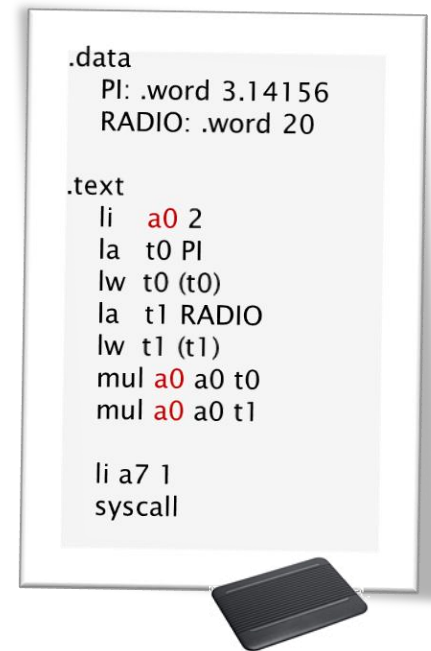 .data
PI: .word 3.14156
RADIO: .word 20
.text
li a0 2
la t0 PI
lw t0 (t0)
la t1 RADIO
lw t1 (t1)
mul a0 a0 t0
mul a0 a0 t1
li a7 1
syscall